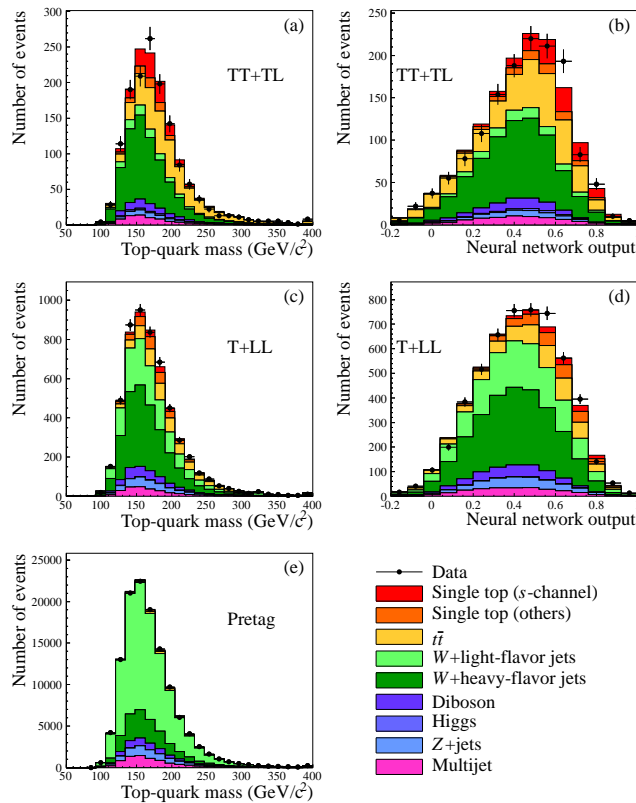 (a)
TT+TL
Number of events
300
250
200
150
100
50
0
50 100 150 200 250 300 350 400
Top-quark mass (GeV/c²)
(b)
TT+TL
Number of events
250
200
150
100
50
0
-0.2 0 0.2 0.4 0.6 0.8
Neural network output
(c)
T+LL
Number of events
1000
800
600
400
200
0
50 100 150 200 250 300 350 400
Top-quark mass (GeV/c²)
(d)
T+LL
Number of events
800
700
600
500
400
300
200
100
0
-0.2 0 0.2 0.4 0.6 0.8
Neural network output
(e)
Pretag
Number of events
25000
20000
15000
10000
5000
0
50 100 150 200 250 300 350 400
Top-quark mass (GeV/c²)
Data
Single top (s-channel)
Single top (others)
tt̄
W+light-flavor jets
W+heavy-flavor jets
Diboson
Higgs
Z+jets
Multijet